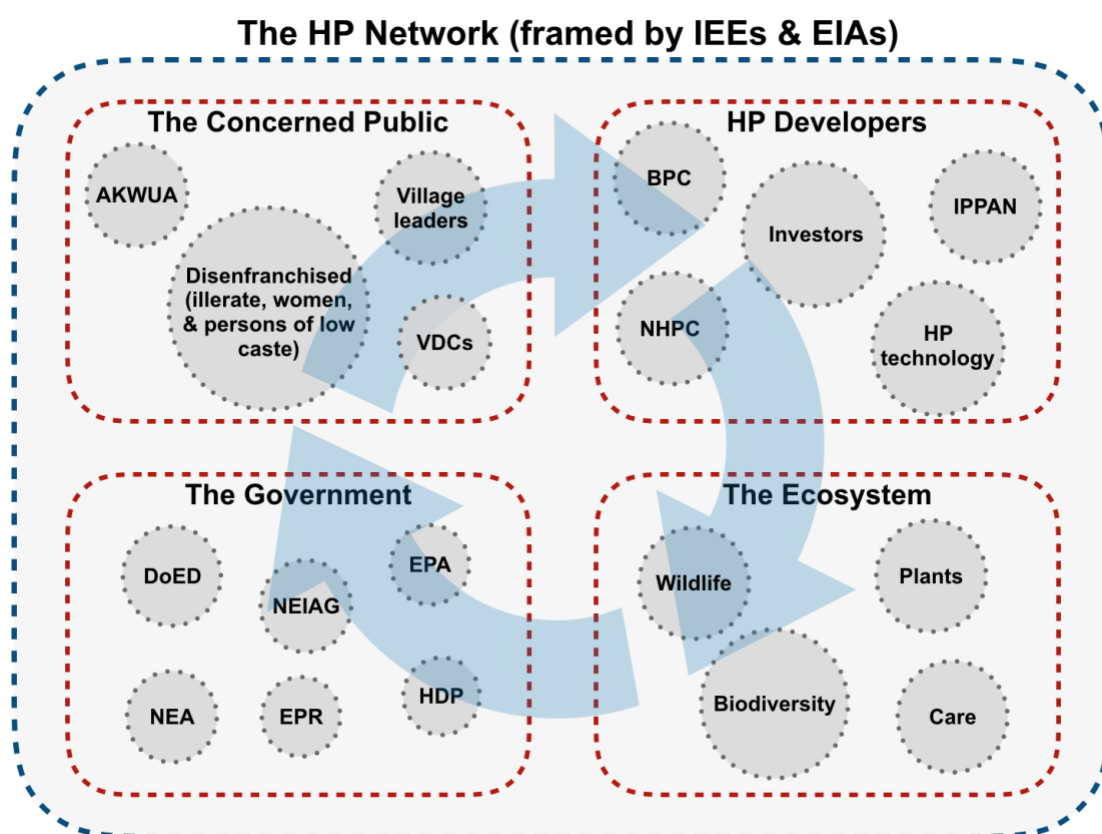 The HP Network (framed by IEEs & EIAs)
The Concerned Public
AKWUA
Village
leaders
Disenfranchised
(illerate, women,
& persons of low
caste)
VDCs
HP Developers
BPC
Investors
IPPAN
NHPC
HP
technology
The Government
DoED
NEIAG
EPA
NEA
EPR
HDP
The Ecosystem
Wildlife
Plants
Biodiversity
Care